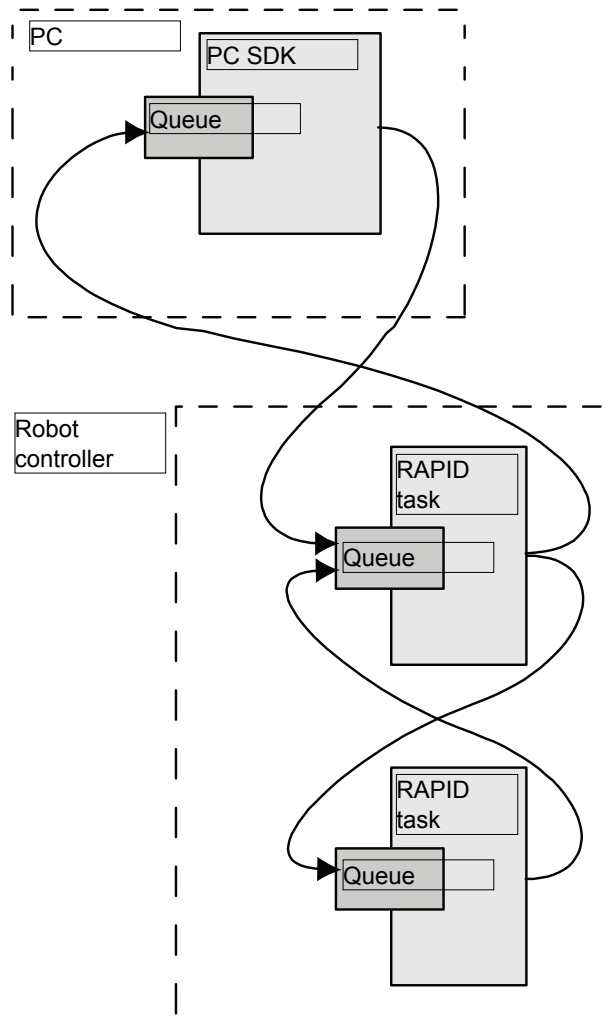 PC
PC SDK
Queue
Robot
controller
RAPID
task
Queue
RAPID
task
Queue